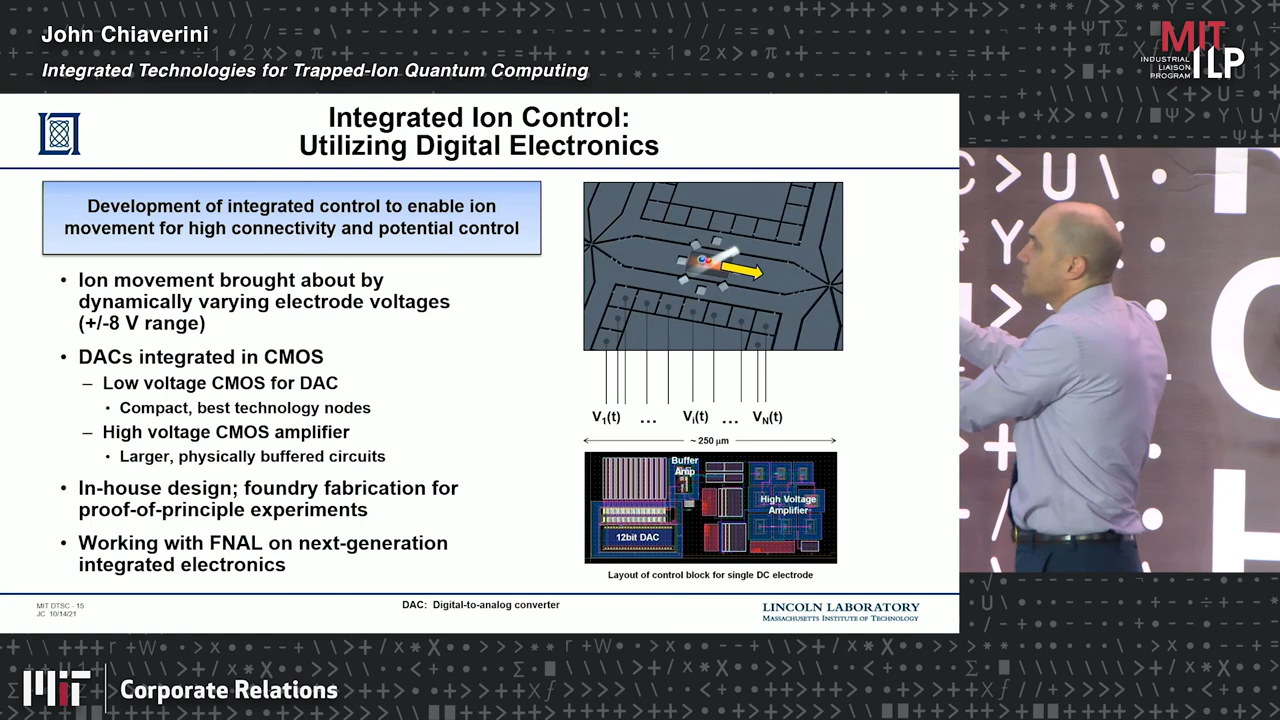 John Chiaverini
Integrated Technologies for Trapped-Ion Quantum Computing
MIT
ILP
INDUSTRIAL
LIAISON
PROGRAM
Integrated Ion Control:
Utilizing Digital Electronics
Development of integrated control to enable ion
movement for high connectivity and potential control
• Ion movement brought about by
dynamically varying electrode voltages
(+/-8 V range)
• DACs integrated in CMOS
– Low voltage CMOS for DAC
• Compact, best technology nodes
– High voltage CMOS amplifier
• Larger, physically buffered circuits
• In-house design; foundry fabrication for
proof-of-principle experiments
• Working with FNAL on next-generation
integrated electronics
V1(t) ... Vi(t) ... VN(t)
~ 250 μm
Buffer
Amp
High Voltage
Amplifier
12bit DAC
Layout of control block for single DC electrode
MIT DTSC - 15
JC 10/14/21
DAC: Digital-to-analog converter
LINCOLN LABORATORY
MASSACHUSETTS INSTITUTE OF TECHNOLOGY
MIT
Corporate Relations